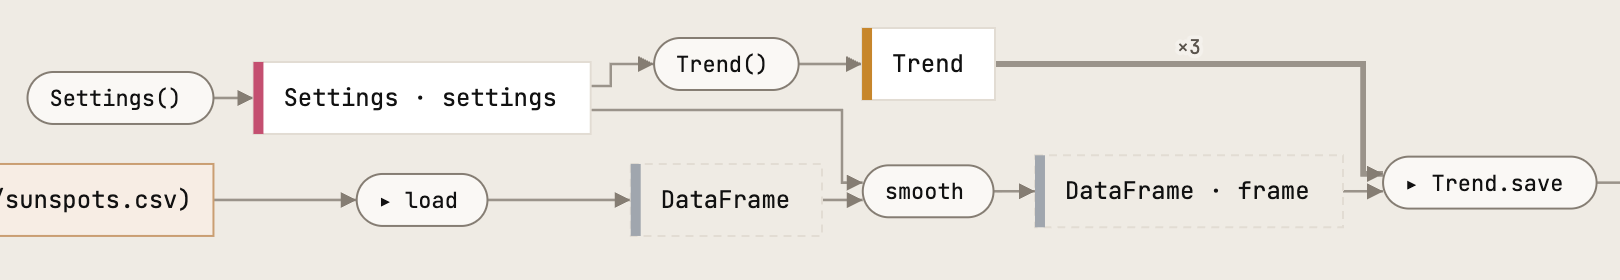 Settings()
Settings · settings
Trend()
Trend
×3
/sunspots.csv)
▸ load
DataFrame
smooth
DataFrame · frame
▸ Trend.save